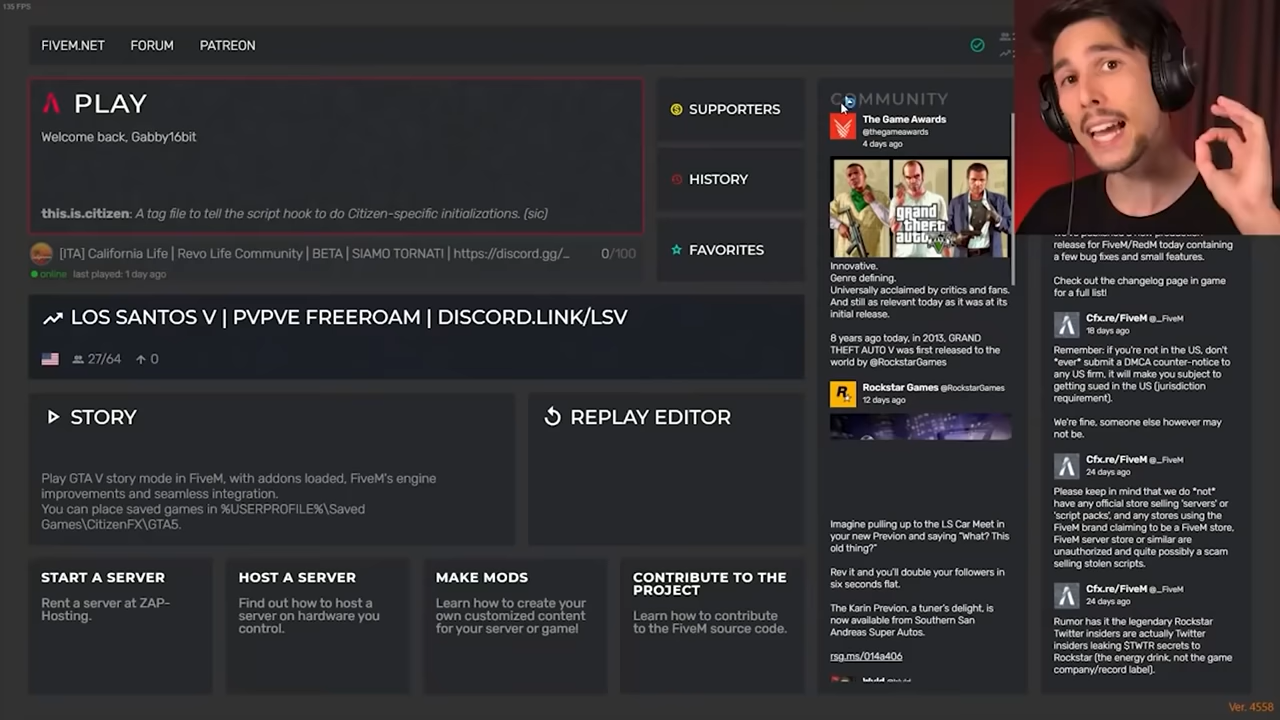 135 FPS
FIVEM.NET FORUM PATREON
PLAY
Welcome back, Gabby16bit
this.is.citizen: A tag file to tell the script hook to do Citizen-specific initializations. (sic)
[ITA] California Life | Revo Life Community | BETA | SIAMO TORNATI | https://discord.gg/... 0/100
online last played: 1 day ago
SUPPORTERS
HISTORY
FAVORITES
LOS SANTOS V | PVPVE FREEROAM | DISCORD.LINK/LSV
27/64 0
STORY
Play GTA V story mode in FiveM, with addons loaded, FiveM's engine
improvements and seamless integration.
You can place saved games in %USERPROFILE%\Saved
Games\CitizenFX\GTA5.
REPLAY EDITOR
START A SERVER
Rent a server at ZAP-
Hosting.
HOST A SERVER
Find out how to host a
server on hardware you
control.
MAKE MODS
Learn how to create your
own customized content
for your server or game!
CONTRIBUTE TO THE
PROJECT
Learn how to contribute
to the FiveM source code.
COMMUNITY
The Game Awards
@thegameawards
4 days ago
grand
theft
auto
Innovative.
Genre defining.
Universally acclaimed by critics and fans.
And still as relevant today as it was at its
initial release.
8 years ago today, in 2013, GRAND
THEFT AUTO V was first released to the
world by @RockstarGames
Rockstar Games @RockstarGames
12 days ago
Imagine pulling up to the LS Car Meet in
your new Previon and saying "What? This
old thing?"
Rev it and you'll double your followers in
six seconds flat.
The Karin Previon, a tuner's delight, is
now available from Southern San
Andreas Super Autos.
rsg.ms/014a406
release for FiveM/RedM today containing
a few bug fixes and small features.
Check out the changelog page in game
for a full list!
Cfx.re/FiveM @_FiveM
18 days ago
Remember: if you're not in the US, don't
*ever* submit a DMCA counter-notice to
any US firm, it will make you subject to
getting sued in the US (jurisdiction
requirement).
We're fine, someone else however may
not be.
Cfx.re/FiveM @_FiveM
24 days ago
Please keep in mind that we do *not*
have any official store selling 'servers' or
'script packs', and any stores using the
FiveM brand claiming to be a FiveM store,
FiveM server store or similar are
unauthorized and quite possibly a scam
selling stolen scripts.
Cfx.re/FiveM @_FiveM
24 days ago
Rumor has it the legendary Rockstar
Twitter insiders are actually Twitter
insiders leaking $TWTR secrets to
Rockstar (the energy drink, not the game
company/record label).
Ver. 4558